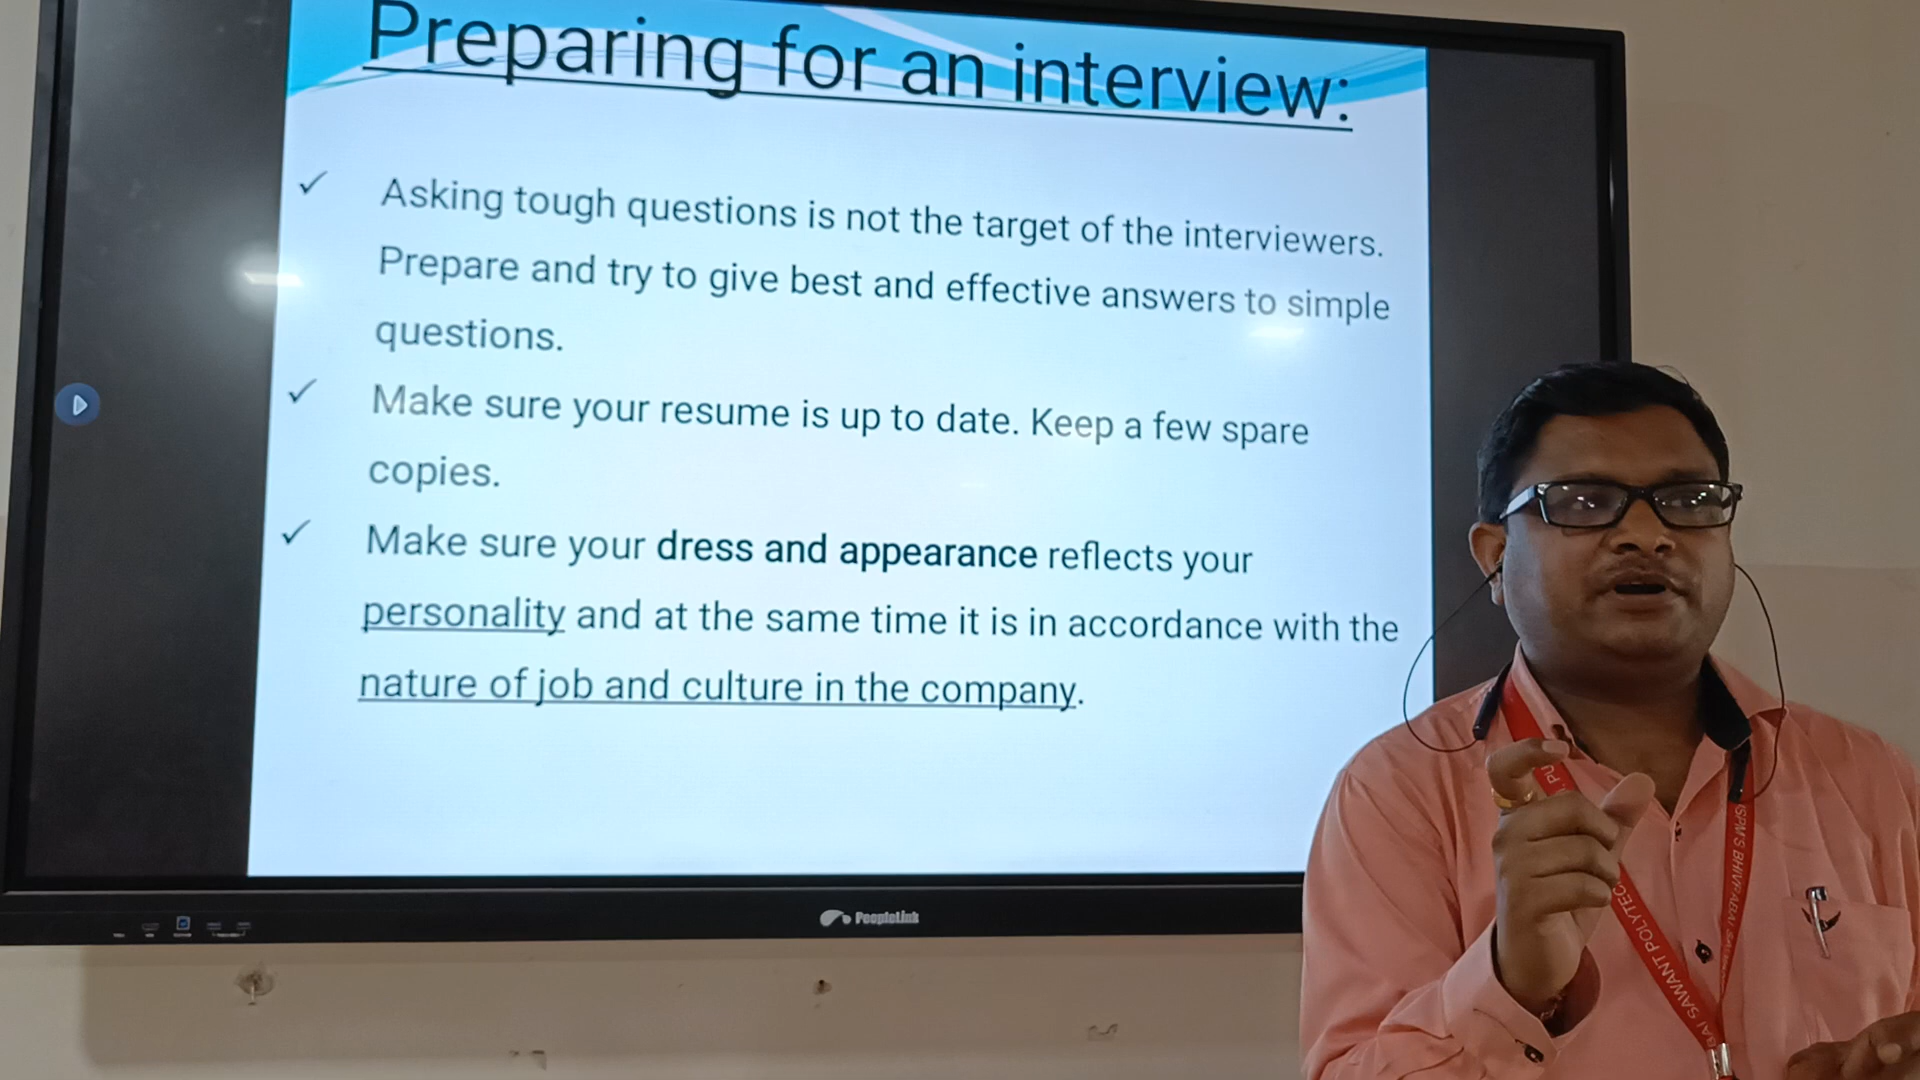 Preparing for an interview:
✓ Asking tough questions is not the target of the interviewers.
Prepare and try to give best and effective answers to simple
questions.
✓ Make sure your resume is up to date. Keep a few spare
copies.
✓ Make sure your dress and appearance reflects your
personality and at the same time it is in accordance with the
nature of job and culture in the company.
PeopleLink
SAWANT POLYTEC